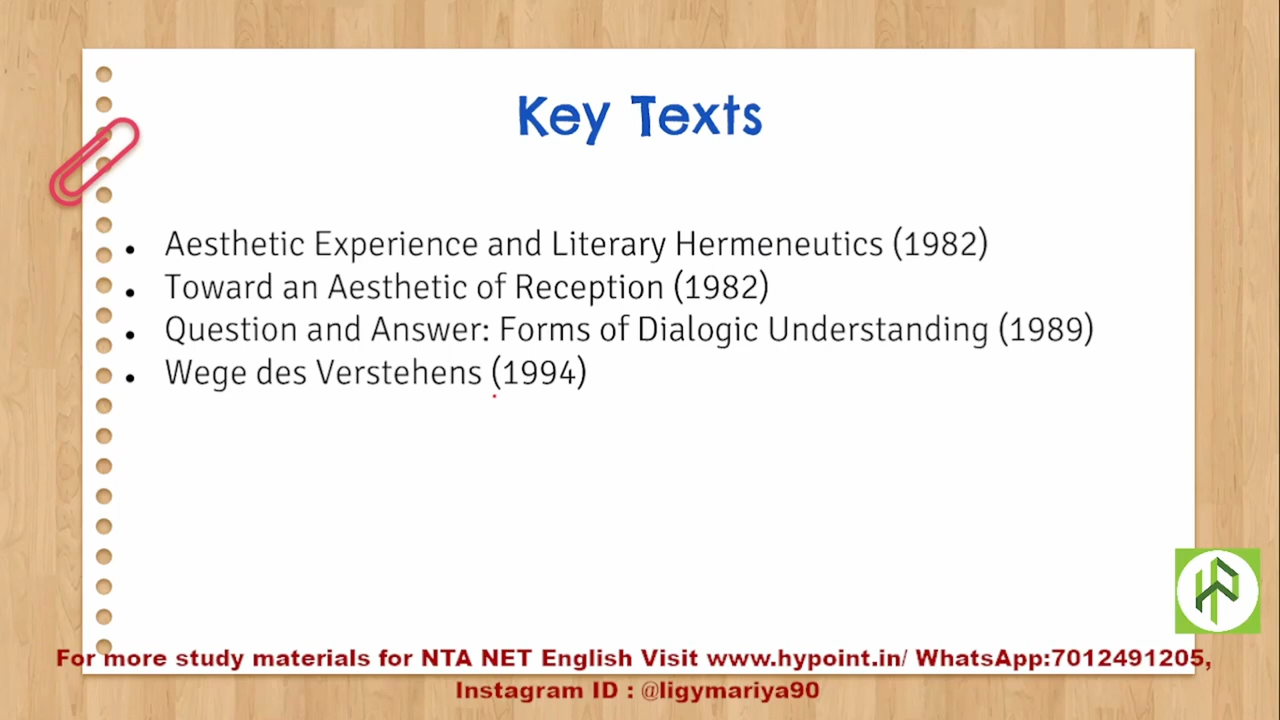 Key Texts
• Aesthetic Experience and Literary Hermeneutics (1982)
• Toward an Aesthetic of Reception (1982)
• Question and Answer: Forms of Dialogic Understanding (1989)
• Wege des Verstehens (1994)
For more study materials for NTA NET English Visit www.hypoint.in/ WhatsApp:7012491205,
Instagram ID : @ligymariya90